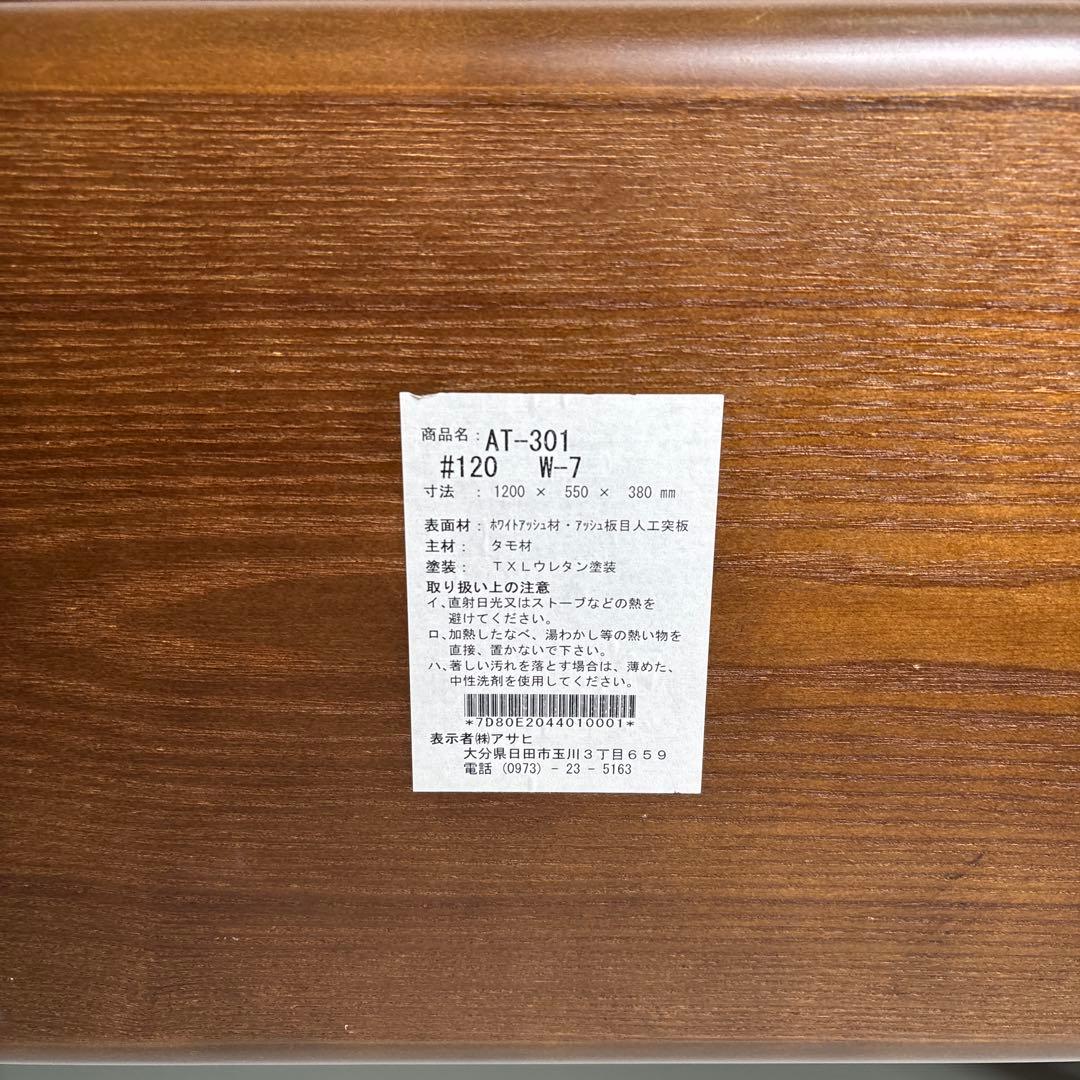 商品名：AT-301
#120 W-7
寸法 ：1200 × 550 × 380 mm
表面材：ﾎﾜｲﾄｱｯｼｭ材・ｱｯｼｭ板目人工突板
主材： タモ材
塗装： ＴＸＬウレタン塗装
取り扱い上の注意
イ、直射日光又はストーブなどの熱を
避けてください。
ロ、加熱したなべ、湯わかし等の熱い物を
直接、置かないで下さい。
ハ、著しい汚れを落とす場合は、薄めた、
中性洗剤を使用してください。
*7D80E2044010001*
表示者㈱アサヒ
大分県日田市玉川３丁目６５９
電話 (0973) - 23 - 5163